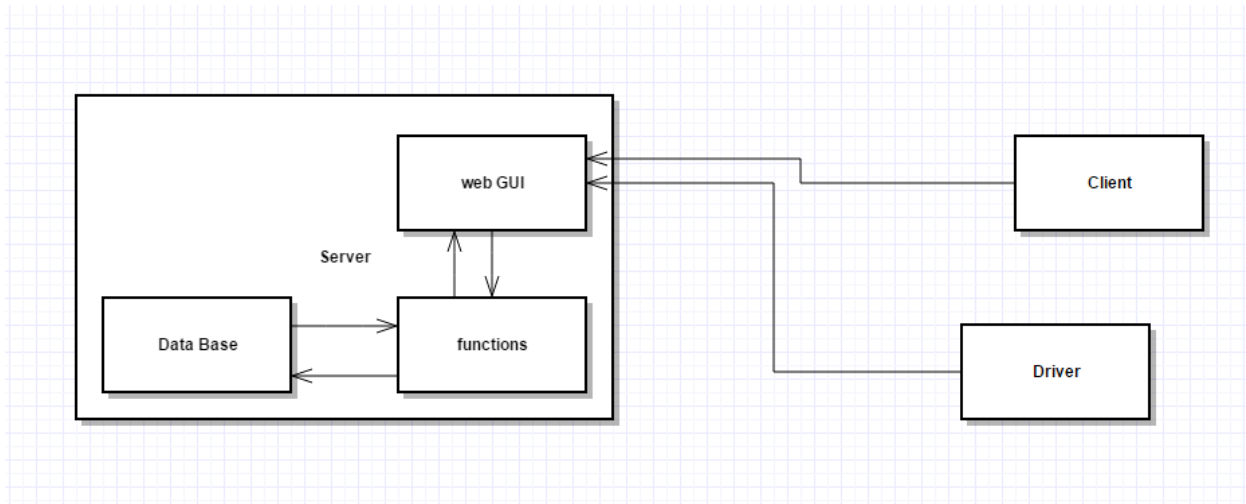 web GUI
Client
Server
Data Base
functions
Driver